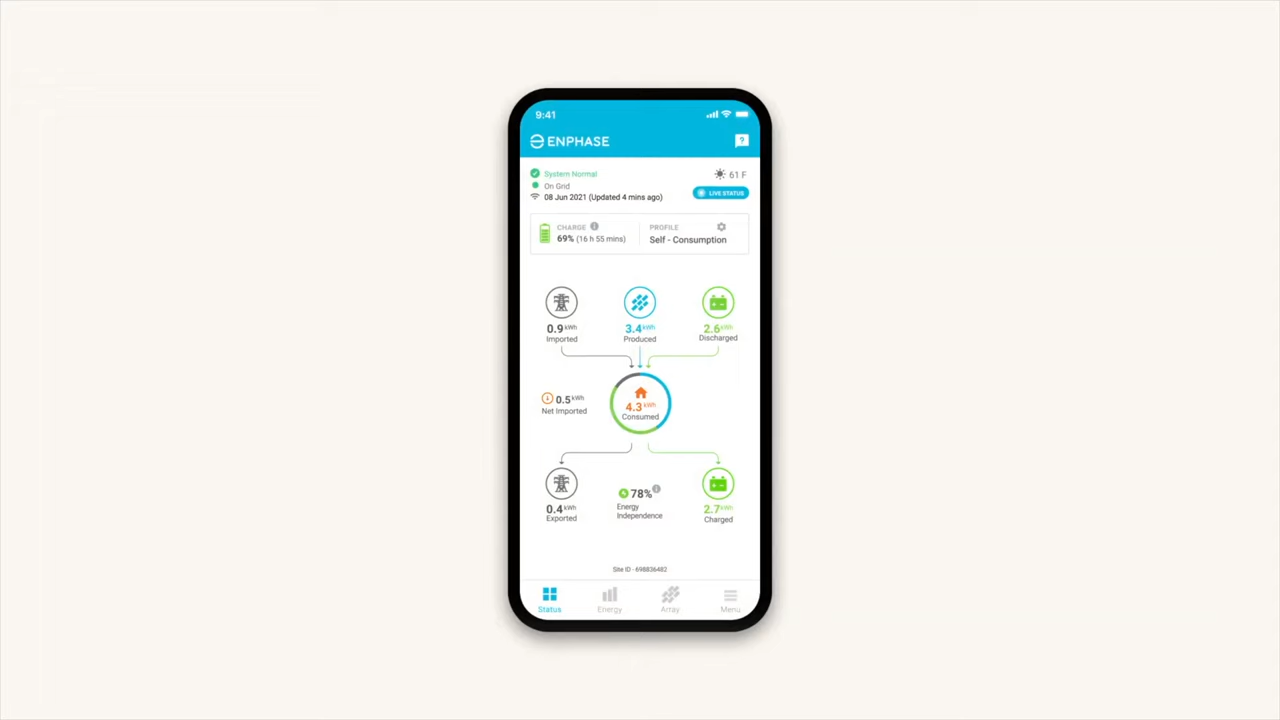 9:41
ENPHASE
?
System Normal
61 F
On Grid
LIVE STATUS
08 Jun 2021 (Updated 4 mins ago)
CHARGE
PROFILE
69% (16 h 55 mins)
Self - Consumption
0.9 kWh
Imported
3.4 kWh
Produced
2.6 kWh
Discharged
0.5 kWh
Net Imported
4.3 kWh
Consumed
0.4 kWh
Exported
78%
Energy
Independence
2.7 kWh
Charged
Site ID - 698836482
Status
Energy
Array
Menu